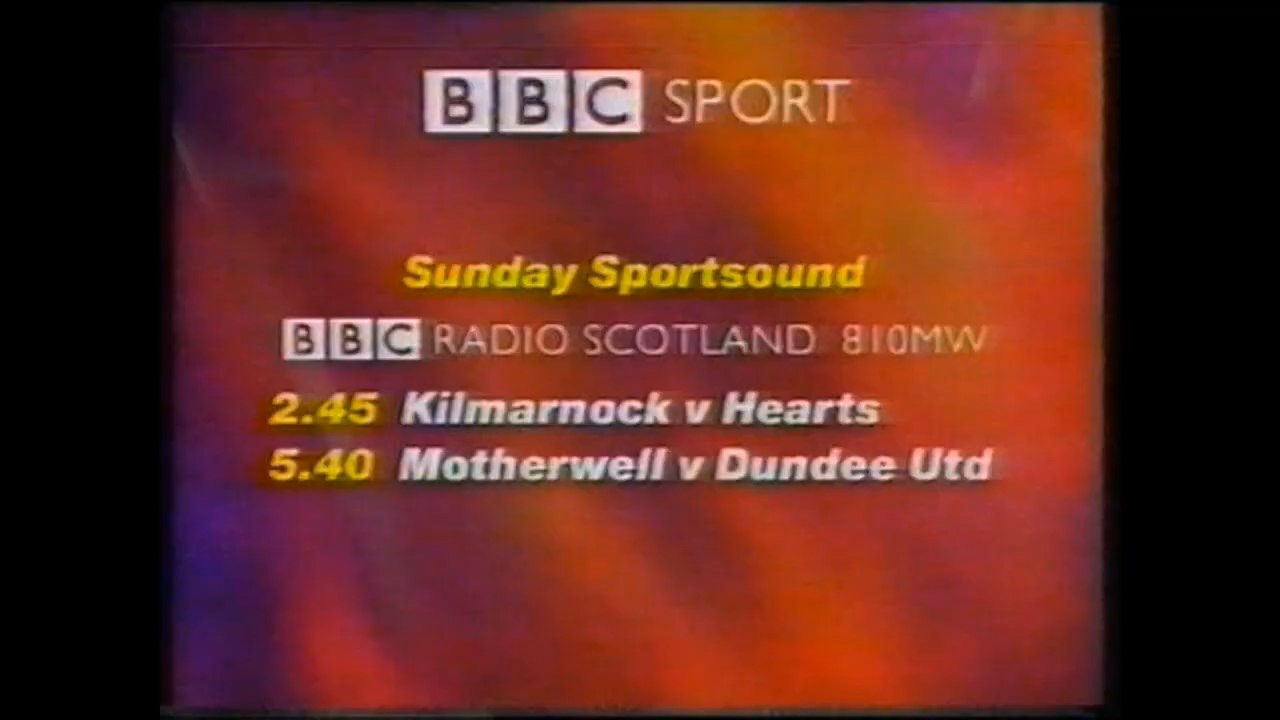 BBC SPORT
Sunday Sportsound
BBC RADIO SCOTLAND 810MW
2.45 Kilmarnock v Hearts
5.40 Motherwell v Dundee Utd